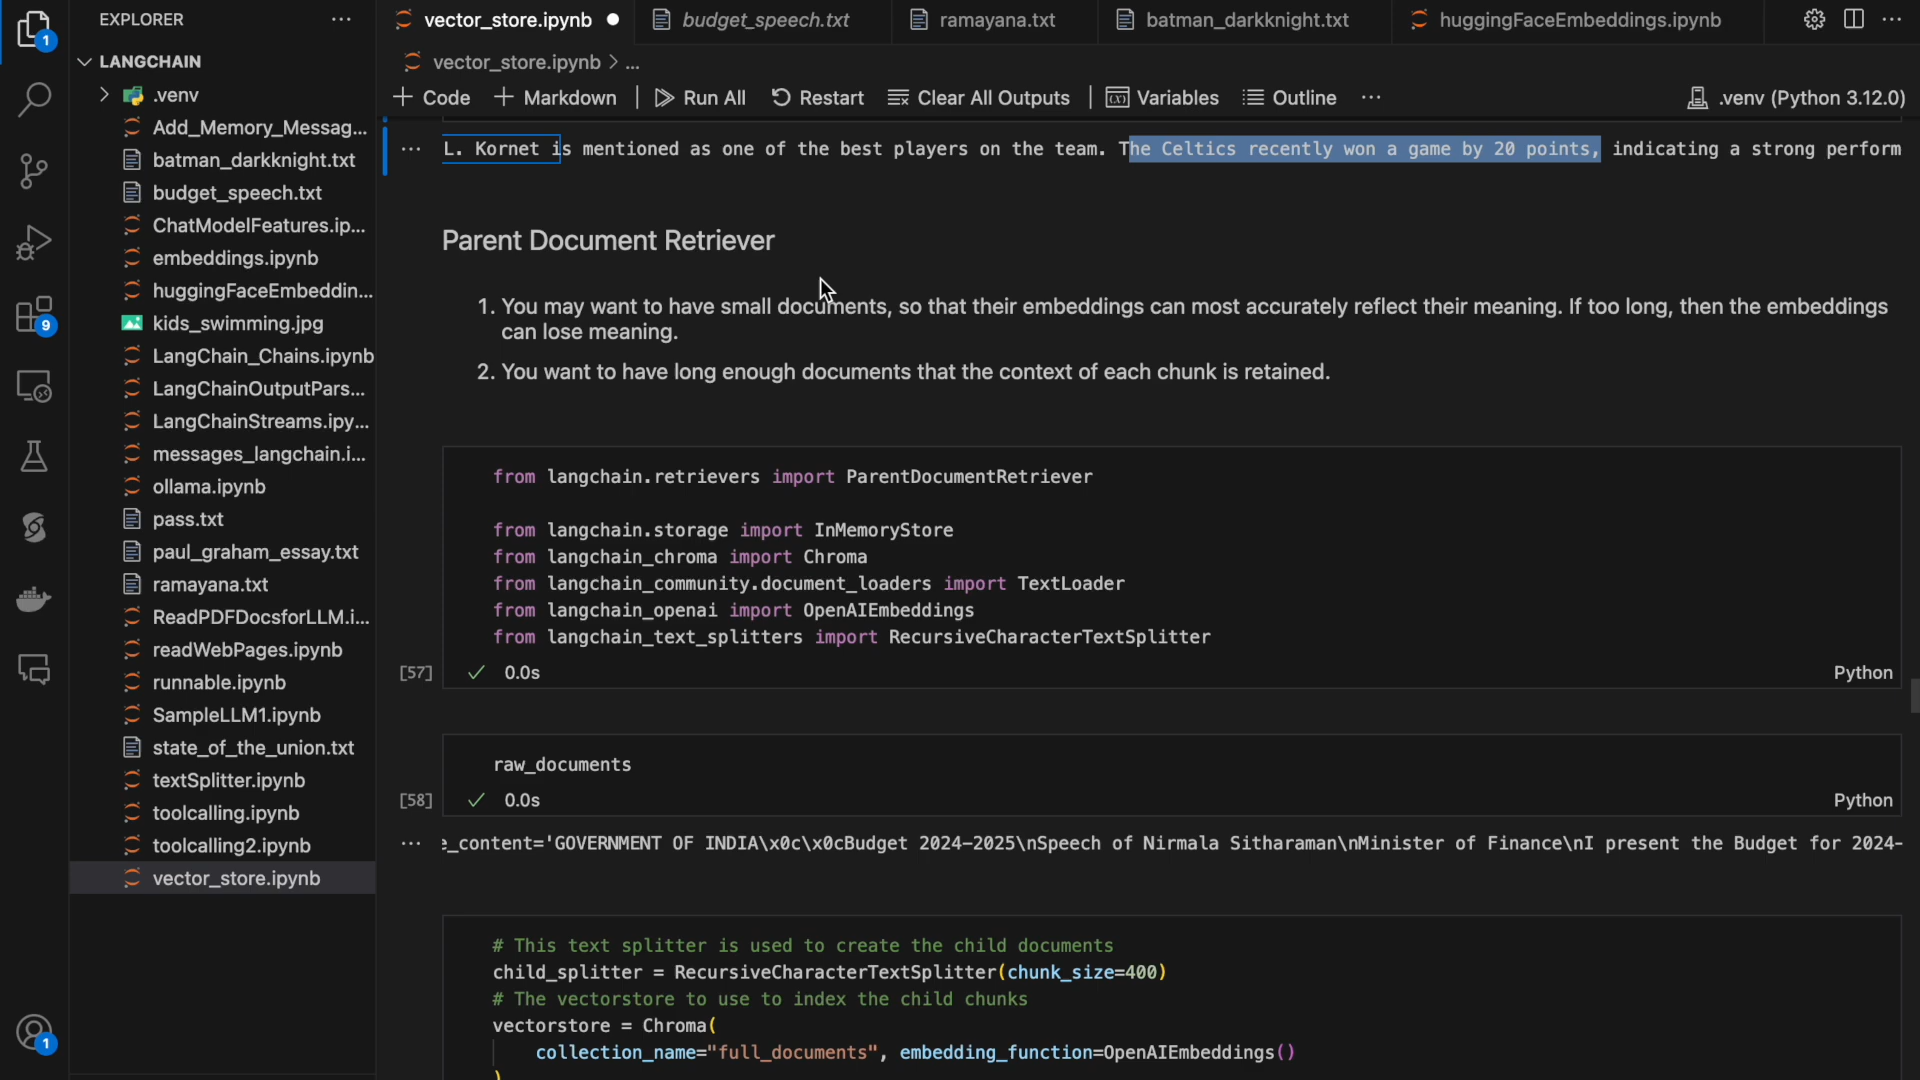 EXPLORER
LANGCHAIN
.venv
Add_Memory_Messag...
batman_darkknight.txt
budget_speech.txt
ChatModelFeatures.ip...
embeddings.ipynb
huggingFaceEmbeddin...
kids_swimming.jpg
LangChain_Chains.ipynb
LangChainOutputPars...
LangChainStreams.ipy...
messages_langchain.i...
ollama.ipynb
pass.txt
paul_graham_essay.txt
ramayana.txt
ReadPDFDocsforLLM.i...
readWebPages.ipynb
runnable.ipynb
SampleLLM1.ipynb
state_of_the_union.txt
textSplitter.ipynb
toolcalling.ipynb
toolcalling2.ipynb
vector_store.ipynb
1
9
1
vector_store.ipynb budget_speech.txt ramayana.txt batman_darkknight.txt huggingFaceEmbeddings.ipynb
vector_store.ipynb > ...
+ Code + Markdown Run All Restart Clear All Outputs Variables Outline ... .venv (Python 3.12.0)
... L. Kornet is mentioned as one of the best players on the team. The Celtics recently won a game by 20 points, indicating a strong perform
Parent Document Retriever
1. You may want to have small documents, so that their embeddings can most accurately reflect their meaning. If too long, then the embeddings
can lose meaning.
2. You want to have long enough documents that the context of each chunk is retained.
from langchain.retrievers import ParentDocumentRetriever
from langchain.storage import InMemoryStore
from langchain_chroma import Chroma
from langchain_community.document_loaders import TextLoader
from langchain_openai import OpenAIEmbeddings
from langchain_text_splitters import RecursiveCharacterTextSplitter
[57] ✓ 0.0s Python
raw_documents
[58] ✓ 0.0s Python
... e_content='GOVERNMENT OF INDIA\x0c\x0cBudget 2024-2025\nSpeech of Nirmala Sitharaman\nMinister of Finance\nI present the Budget for 2024-
# This text splitter is used to create the child documents
child_splitter = RecursiveCharacterTextSplitter(chunk_size=400)
# The vectorstore to use to index the child chunks
vectorstore = Chroma(
collection_name="full_documents", embedding_function=OpenAIEmbeddings()
)